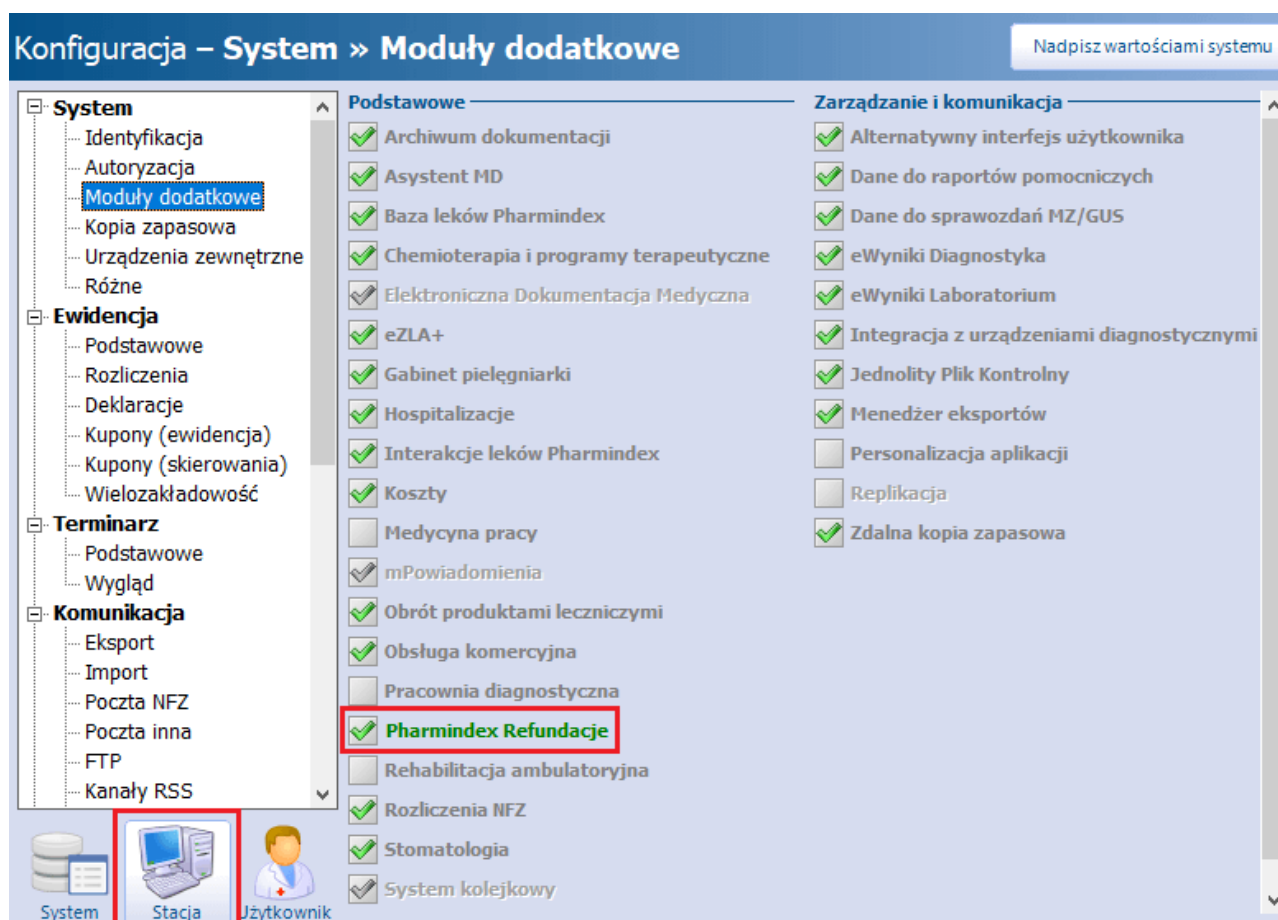 Konfiguracja – System » Moduły dodatkowe
Nadpisz wartościami systemu
System
Identyfikacja
Autoryzacja
Moduły dodatkowe
Kopia zapasowa
Urządzenia zewnętrzne
Różne
Ewidencja
Podstawowe
Rozliczenia
Deklaracje
Kupony (ewidencja)
Kupony (skierowania)
Wielozakładowość
Terminarz
Podstawowe
Wygląd
Komunikacja
Eksport
Import
Poczta NFZ
Poczta inna
FTP
Kanały RSS
System
Stacja
Użytkownik
Podstawowe
Archiwum dokumentacji
Asystent MD
Baza leków Pharmindex
Chemioterapia i programy terapeutyczne
Elektroniczna Dokumentacja Medyczna
eZLA+
Gabinet pielęgniarki
Hospitalizacje
Interakcje leków Pharmindex
Koszty
Medycyna pracy
mPowiadomienia
Obrót produktami leczniczymi
Obsługa komercyjna
Pracownia diagnostyczna
Pharmindex Refundacje
Rehabilitacja ambulatoryjna
Rozliczenia NFZ
Stomatologia
System kolejkowy
Zarządzanie i komunikacja
Alternatywny interfejs użytkownika
Dane do raportów pomocniczych
Dane do sprawozdań MZ/GUS
eWyniki Diagnostyka
eWyniki Laboratorium
Integracja z urządzeniami diagnostycznymi
Jednolity Plik Kontrolny
Menedżer eksportów
Personalizacja aplikacji
Replikacja
Zdalna kopia zapasowa